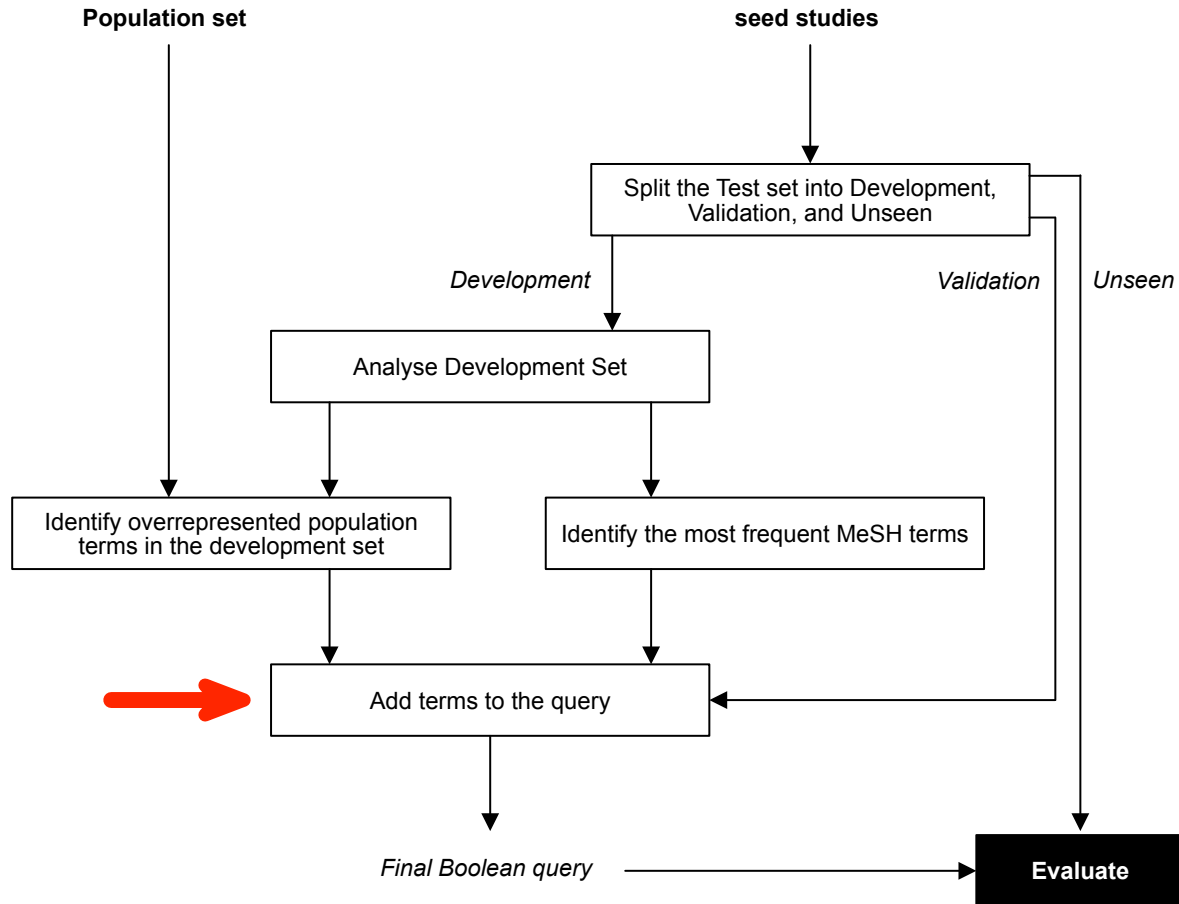 Population set
seed studies
Split the Test set into Development,
Validation, and Unseen
Development
Validation
Unseen
Analyse Development Set
Identify overrepresented population
terms in the development set
Identify the most frequent MeSH terms
Add terms to the query
Final Boolean query
Evaluate